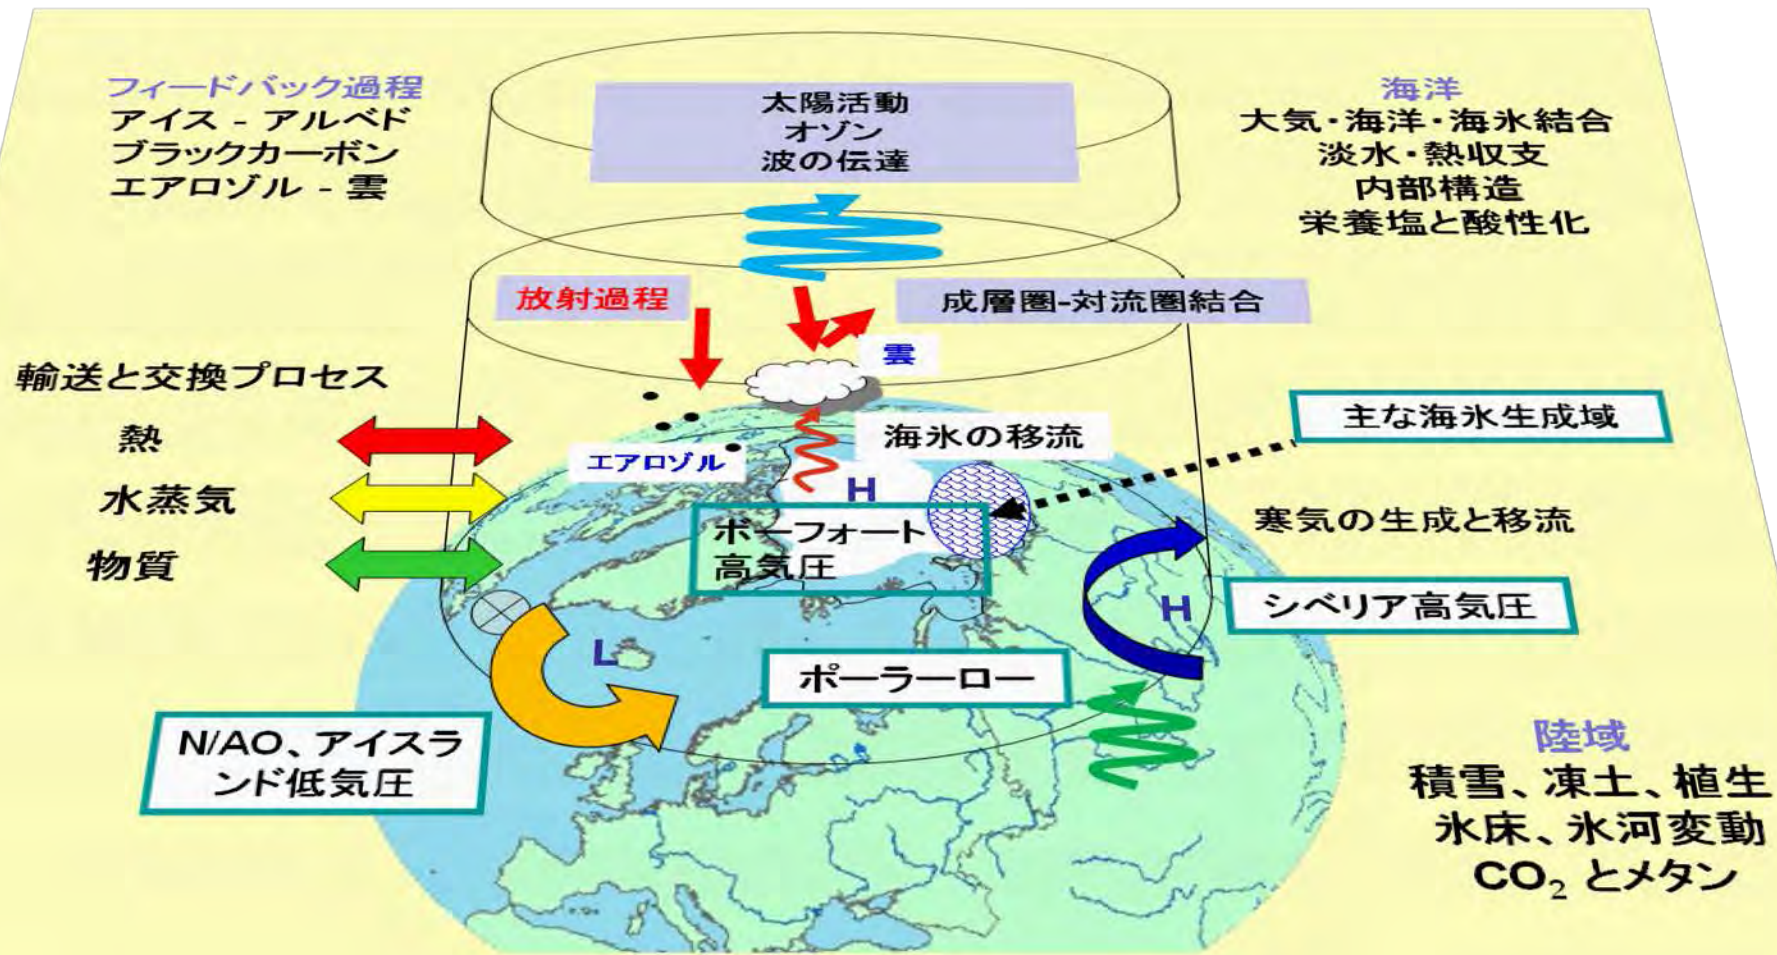 フィードバック過程
アイス - アルベド
ブラックカーボン
エアロゾル - 雲
太陽活動
オゾン
波の伝達
海洋
大気・海洋・海氷結合
淡水・熱収支
内部構造
栄養塩と酸性化
放射過程
成層圏-対流圏結合
雲
輸送と交換プロセス
熱
水蒸気
物質
エアロゾル
海氷の移流
主な海氷生成域
H
ボーフォート
高気圧
寒気の生成と移流
H
シベリア高気圧
L
ポーラーロー
N/AO、アイスラ
ンド低気圧
陸域
積雪、凍土、植生
氷床、氷河変動
CO₂ とメタン